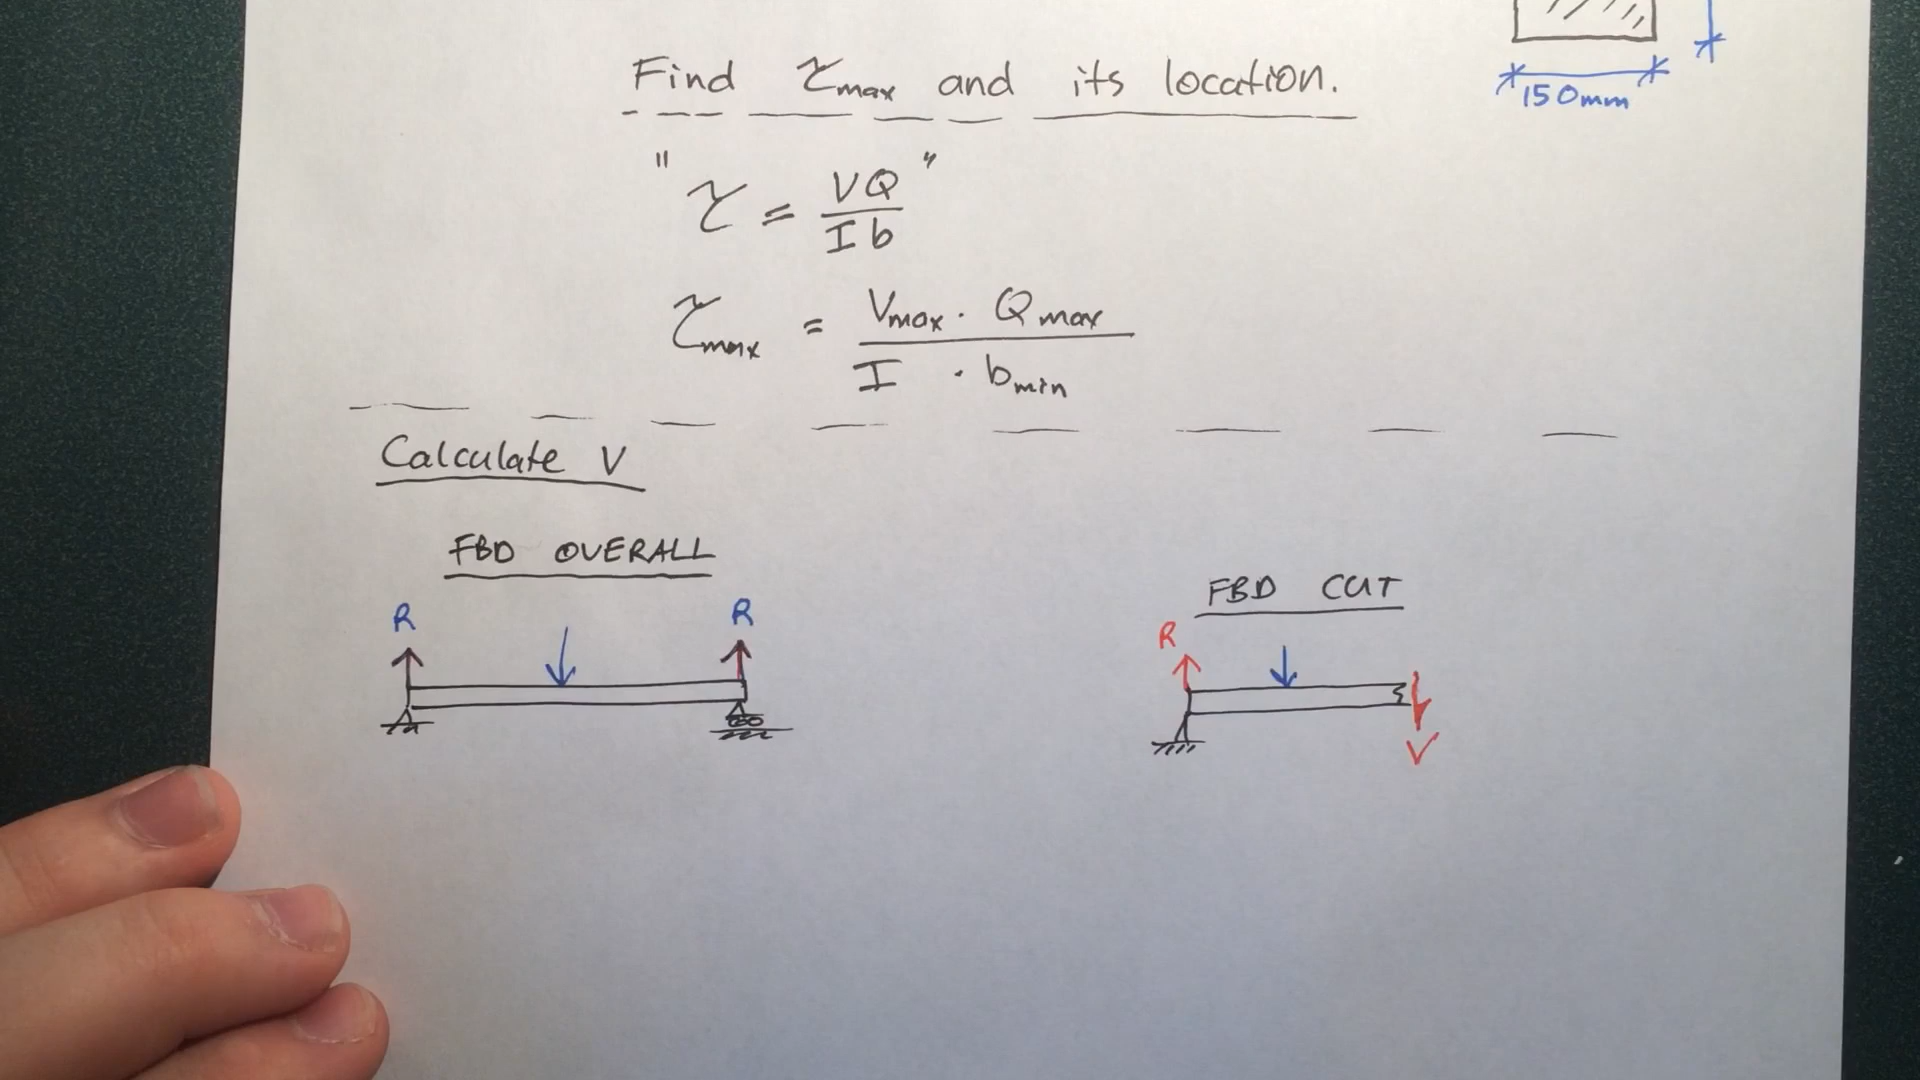 Find τmax and its location.
150mm
" τ = VQ / Ib "
τmax = Vmax · Qmax / I · bmin
Calculate V
FBD OVERALL
FBD CUT
R R
R
V